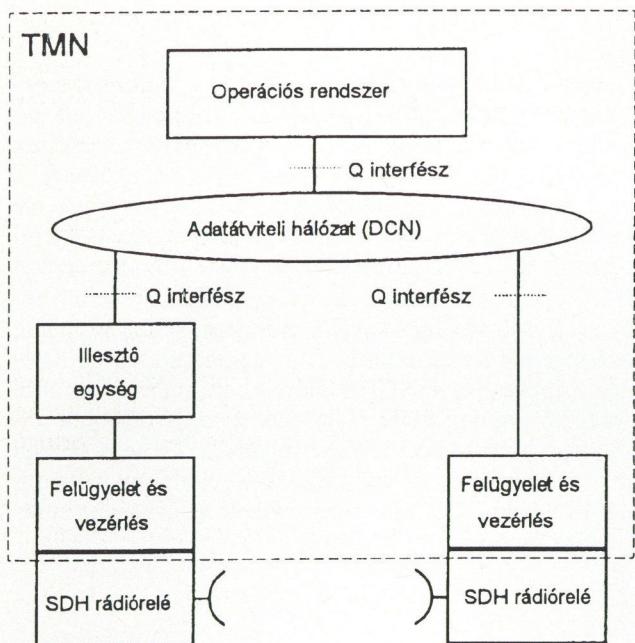 TMN
Operációs rendszer
Q interfész
Adatátviteli hálózat (DCN)
Q interfész
Q interfész
Illesztő
egység
Felügyelet és
vezérlés
Felügyelet és
vezérlés
SDH rádiórelé
SDH rádiórelé